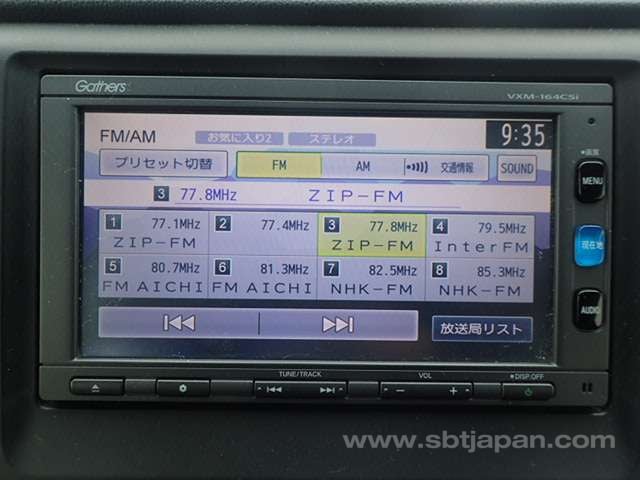 Gathers
VXM-164CSi
FM/AM お気に入り2 ステレオ 9:35
プリセット切替 FM AM 交通情報 SOUND
3 77.8MHz ZIP-FM
1 77.1MHz 2 77.4MHz 3 77.8MHz 4 79.5MHz
ZIP-FM ZIP-FM InterFM
5 80.7MHz 6 81.3MHz 7 82.5MHz 8 85.3MHz
FM AICHI FM AICHI NHK-FM NHK-FM
放送局リスト
画面
MENU
現在地
AUDIO
TUNE/TRACK VOL DISP.OFF
- +
www.sbtjapan.com